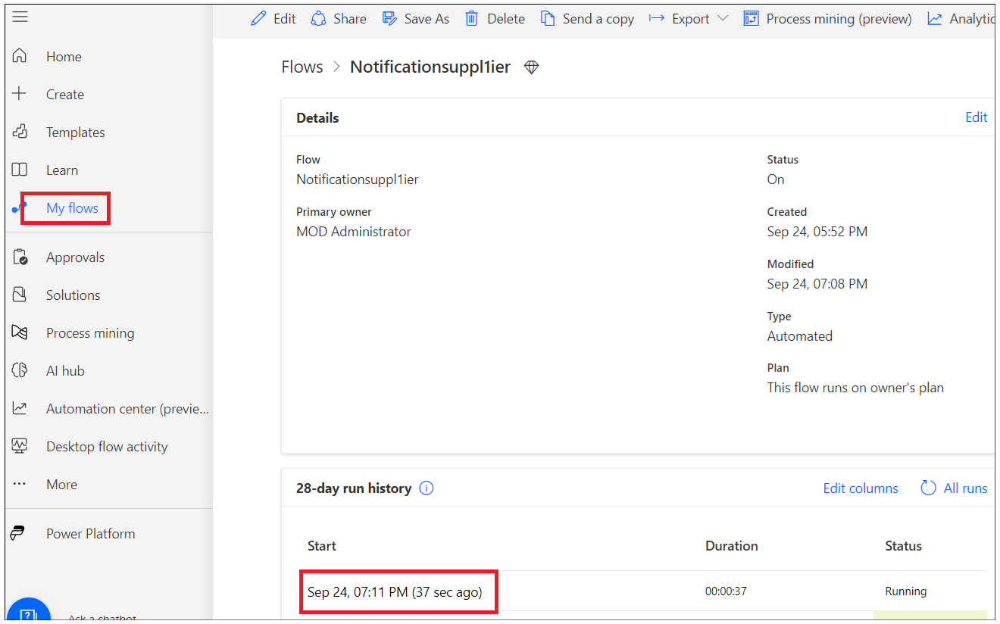 Edit Share Save As Delete Send a copy Export Process mining (preview) Analytic
Home
Create
Templates
Learn
My flows
Approvals
Solutions
Process mining
AI hub
Automation center (previe...
Desktop flow activity
More
Power Platform
Ask a chatbot
Flows > Notificationsuppl1ier
Details Edit
Flow
Notificationsuppl1ier
Primary owner
MOD Administrator
Status
On
Created
Sep 24, 05:52 PM
Modified
Sep 24, 07:08 PM
Type
Automated
Plan
This flow runs on owner's plan
28-day run history Edit columns All runs
Start Duration Status
Sep 24, 07:11 PM (37 sec ago) 00:00:37 Running